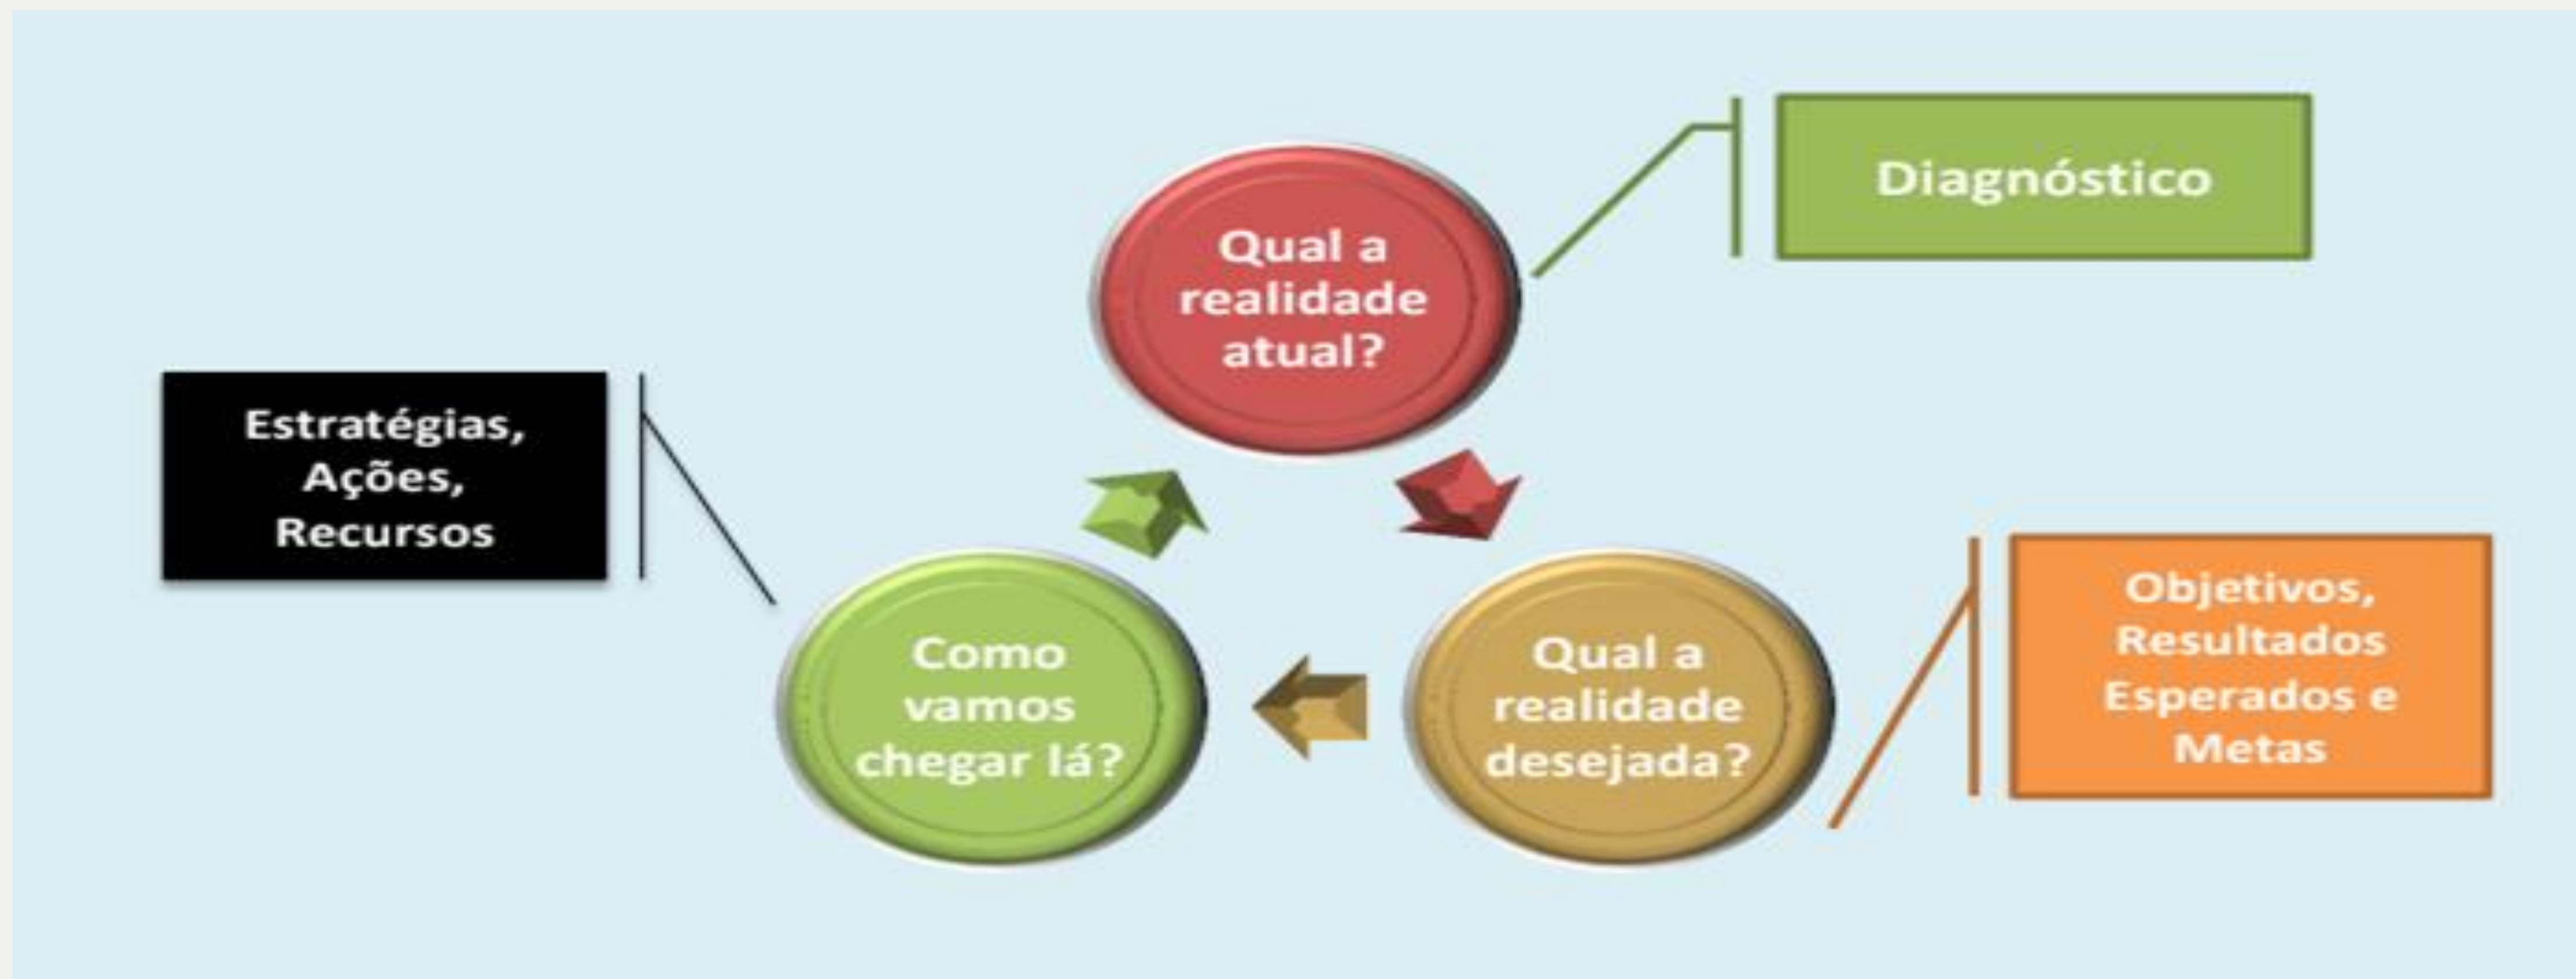 Diagnóstico
Qual a
realidade
atual?
Estratégias,
Ações,
Recursos
Objetivos,
Resultados
Esperados e
Metas
Como
vamos
chegar lá?
Qual a
realidade
desejada?